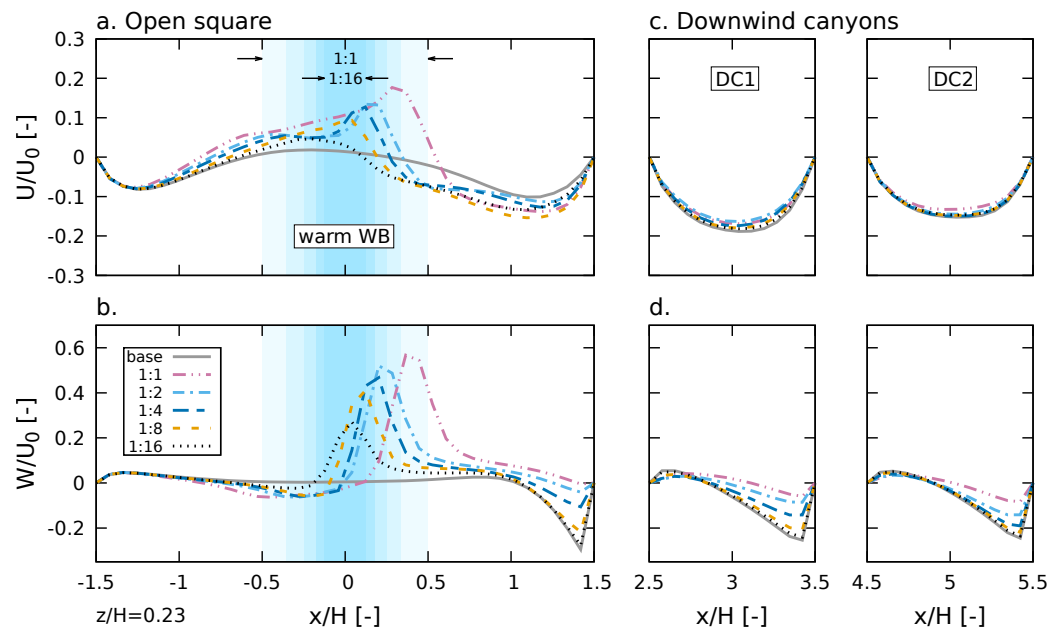 a. Open square
c. Downwind canyons
0.3
0.2
0.1
0
-0.1
-0.2
-0.3
U/U0 [-]
1:1
1:16
warm WB
DC1
DC2
b.
d.
0.6
0.4
0.2
0
-0.2
W/U0 [-]
base
1:1
1:2
1:4
1:8
1:16
-1.5 -1 -0.5 0 0.5 1 1.5
2.5 3 3.5
4.5 5 5.5
z/H=0.23
x/H [-]
x/H [-]
x/H [-]